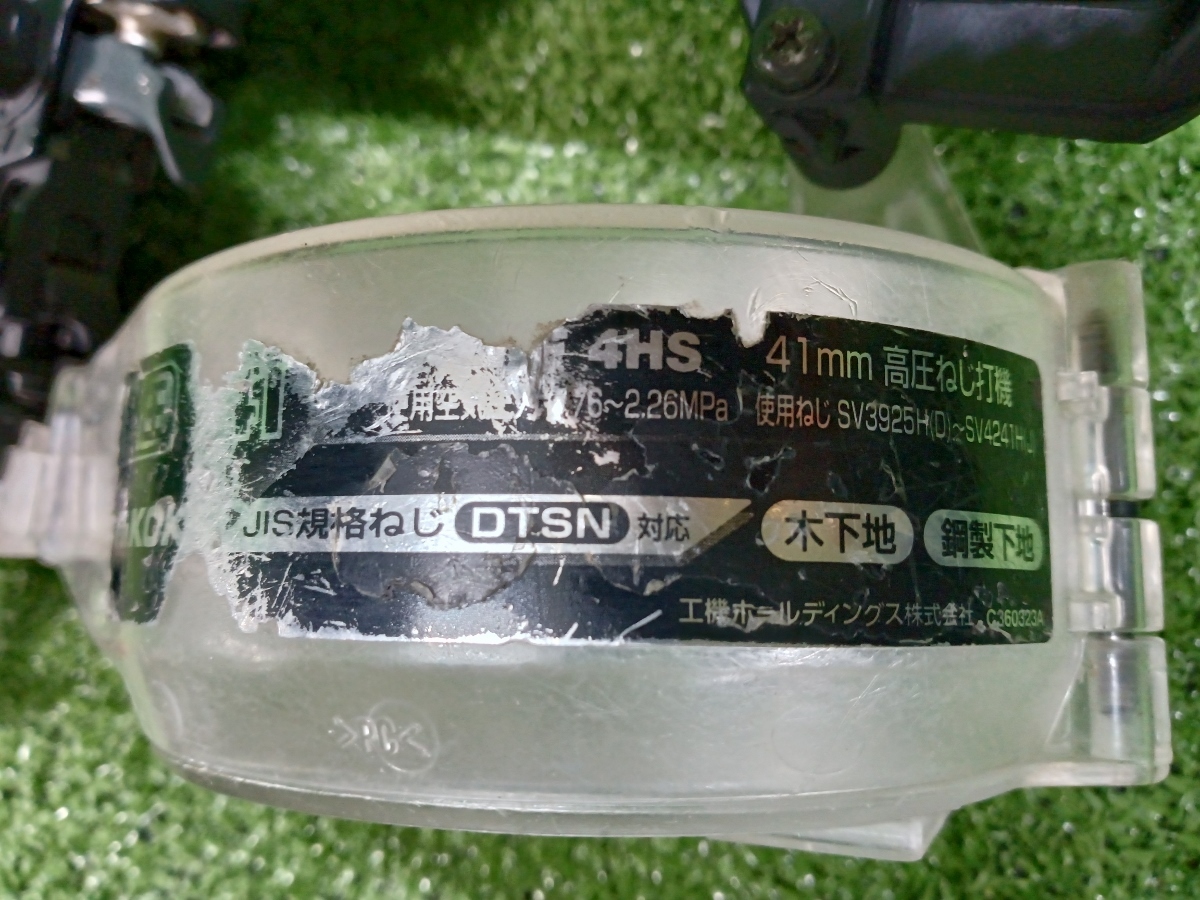 4HS 41mm 高圧ねじ打機
~2.26MPa 使用ねじ SV3925H(D)~SV4241H
JIS規格ねじ DTSN 対応 木下地 鋼製下地
工機ホールディングス株式会社 C360323A
>PC<